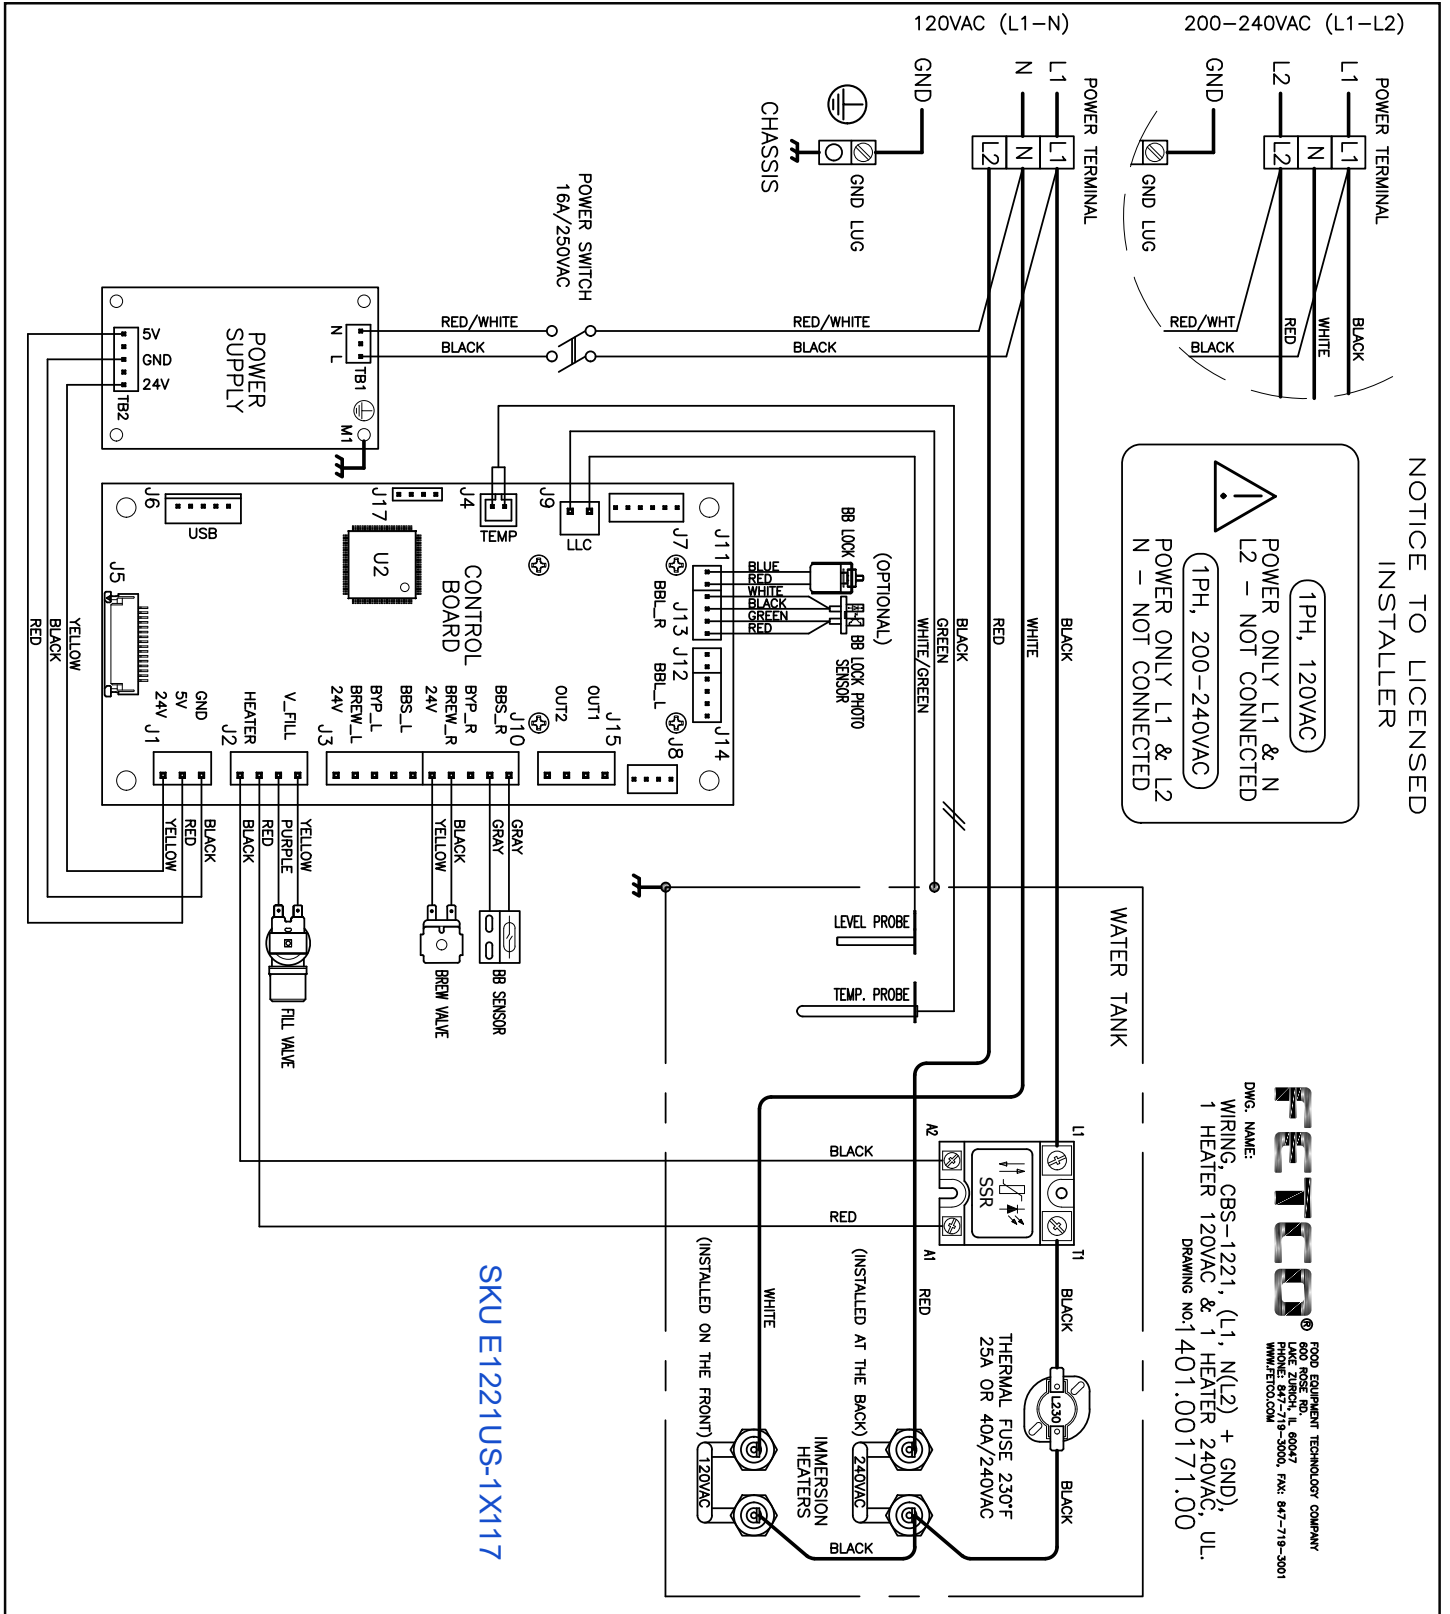 120VAC (L1-N)
200-240VAC (L1-L2)
GND
N
L1
POWER TERMINAL
GND
L2
L1
POWER TERMINAL
CHASSIS
GND LUG
L2
N
L1
GND LUG
L2
N
L1
POWER SWITCH
16A/250VAC
RED/WHITE
BLACK
RED/WHITE
BLACK
RED/WHT
BLACK
RED
WHITE
BLACK
5V
GND
24V
TB2
POWER
SUPPLY
N
L
TB1
M1
NOTICE TO LICENSED
INSTALLER
1PH, 120VAC
POWER ONLY L1 & N
L2 - NOT CONNECTED
1PH, 200-240VAC
POWER ONLY L1 & L2
N - NOT CONNECTED
J6
USB
J17
J4
TEMP
J9
LLC
J7
J11
J5
U2
CONTROL
BOARD
BBL_R
J13
J12
BBL_L
J14
J8
BLUE
RED
WHITE
BLACK
GREEN
RED
BB LOCK
(OPTIONAL)
BB LOCK PHOTO
SENSOR
WHITE/GREEN
GREEN
BLACK
RED
WHITE
BLACK
YELLOW
BLACK
RED
24V
5V
GND
J1
HEATER
V_FILL
J2
24V
BREW_L
BYP_L
BBS_L
J3
24V
BREW_R
BYP_R
BBS_R
J10
OUT2
OUT1
J15
YELLOW
RED
BLACK
BLACK
RED
PURPLE
YELLOW
YELLOW
BLACK
GRAY
GRAY
FILL VALVE
BREW VALVE
BB SENSOR
LEVEL PROBE
TEMP. PROBE
WATER TANK
BLACK
RED
A2
L1
SSR
A1
T1
WHITE
RED
BLACK
(INSTALLED ON THE FRONT)
(INSTALLED AT THE BACK)
THERMAL FUSE 230°F
25A OR 40A/240VAC
L230
120VAC
IMMERSION
HEATERS
240VAC
BLACK
BLACK
FETCO®
FOOD EQUIPMENT TECHNOLOGY COMPANY
600 ROSE RD.
LAKE ZURICH, IL 60047
PHONE: 847-719-3000, FAX: 847-719-3001
WWW.FETCO.COM
DWG. NAME:
WIRING, CBS-1221, (L1, N(L2) + GND),
1 HEATER 120VAC & 1 HEATER 240VAC, UL.
DRAWING NO.: 1401.00171.00
SKU E1221US-1X117